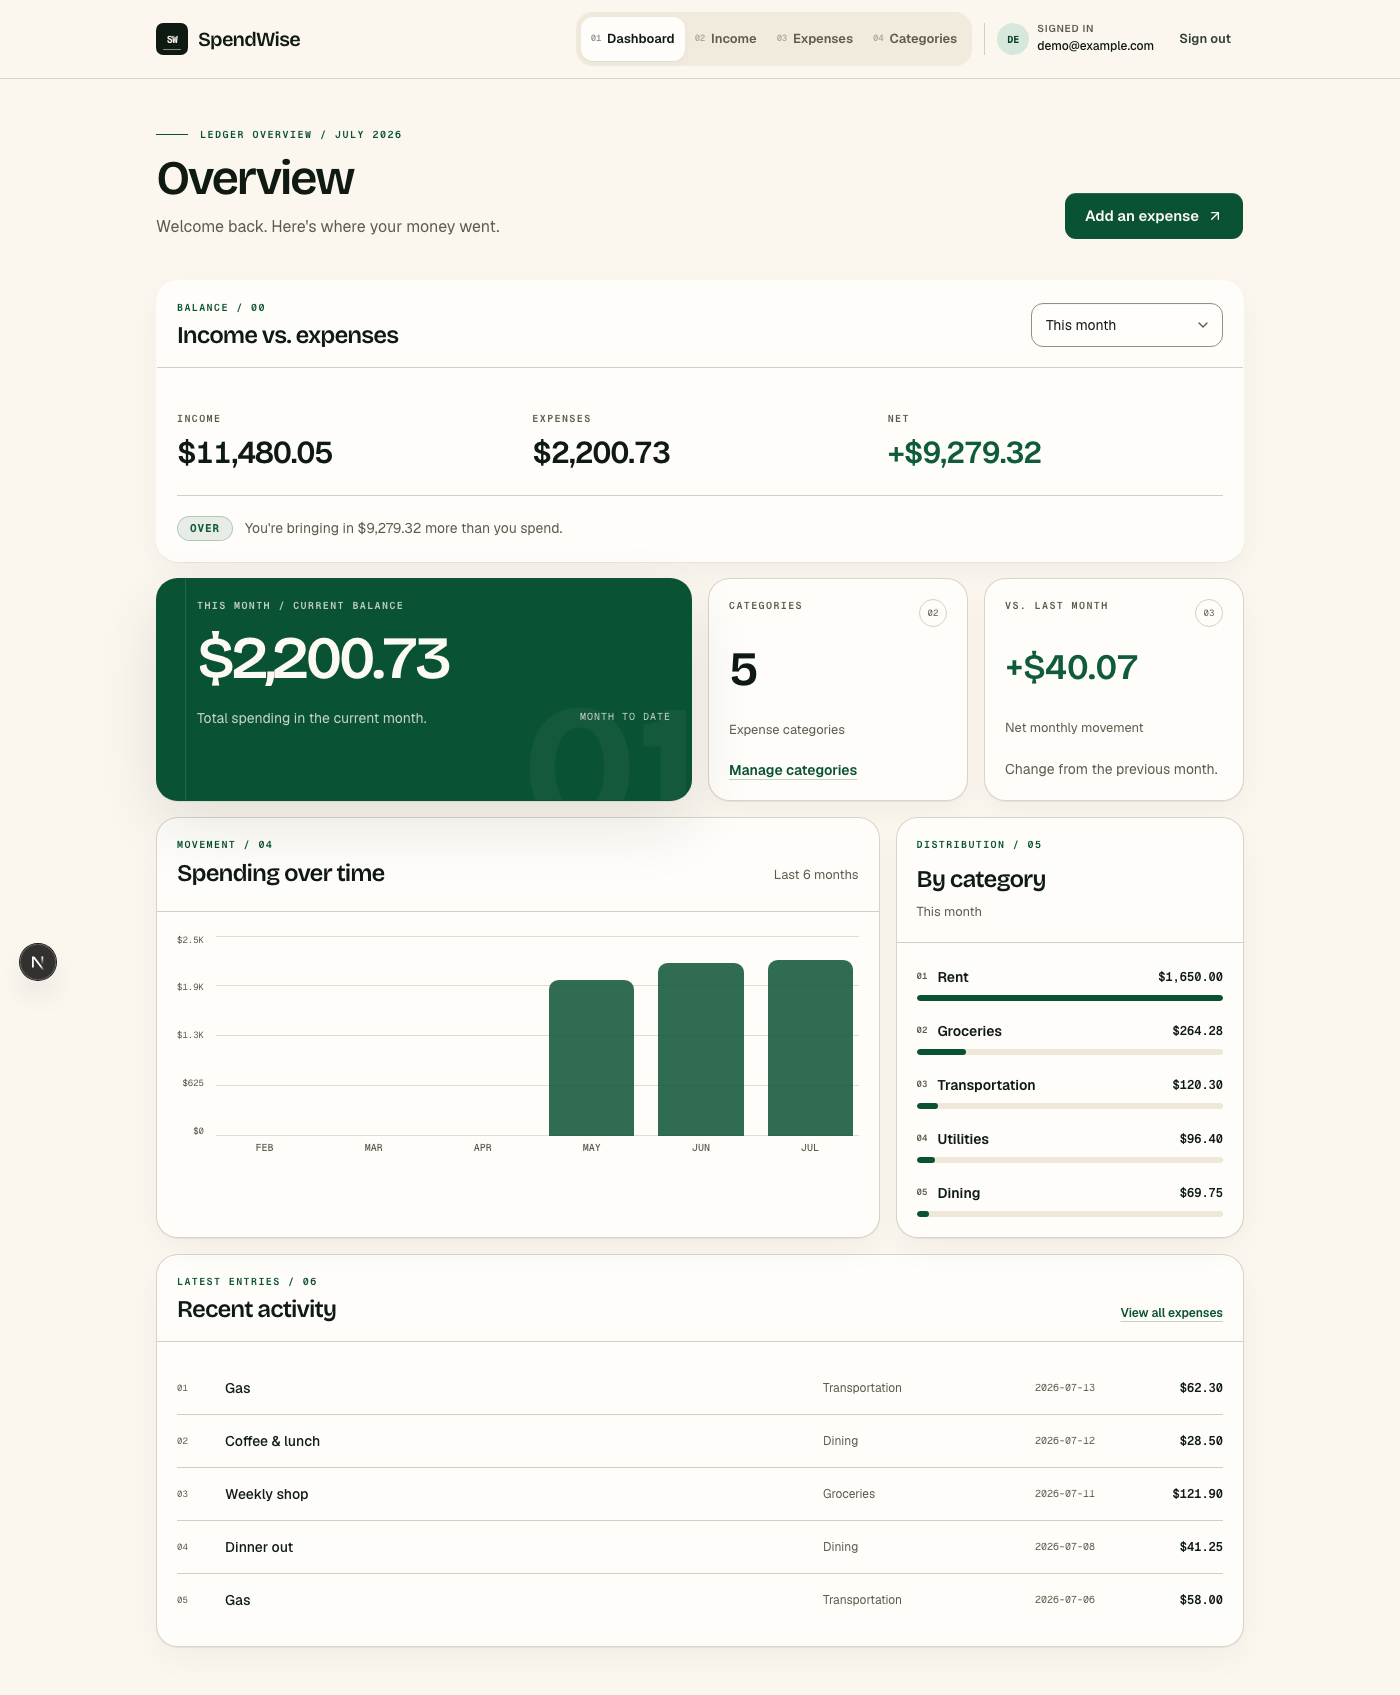 SW SpendWise
01 Dashboard 02 Income 03 Expenses 04 Categories
DE SIGNED IN
demo@example.com
Sign out
LEDGER OVERVIEW / JULY 2026
Overview
Welcome back. Here's where your money went.
Add an expense
BALANCE / 00
Income vs. expenses
This month
INCOME
$11,480.05
EXPENSES
$2,200.73
NET
+$9,279.32
OVER You're bringing in $9,279.32 more than you spend.
THIS MONTH / CURRENT BALANCE
$2,200.73
Total spending in the current month.
MONTH TO DATE
01
CATEGORIES
02
5
Expense categories
Manage categories
VS. LAST MONTH
03
+$40.07
Net monthly movement
Change from the previous month.
MOVEMENT / 04
Spending over time
Last 6 months
$2.5K
$1.9K
$1.3K
$625
$0
FEB MAR APR MAY JUN JUL
DISTRIBUTION / 05
By category
This month
01 Rent $1,650.00
02 Groceries $264.28
03 Transportation $120.30
04 Utilities $96.40
05 Dining $69.75
N
LATEST ENTRIES / 06
Recent activity
View all expenses
01 Gas Transportation 2026-07-13 $62.30
02 Coffee & lunch Dining 2026-07-12 $28.50
03 Weekly shop Groceries 2026-07-11 $121.90
04 Dinner out Dining 2026-07-08 $41.25
05 Gas Transportation 2026-07-06 $58.00